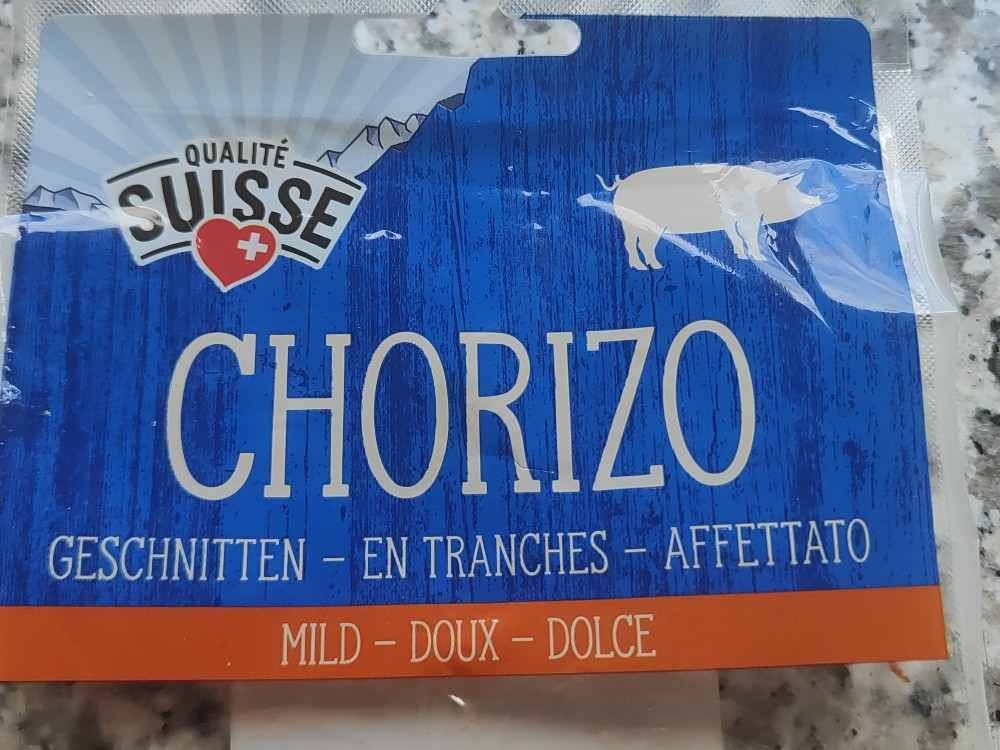 QUALITÉ
SUISSE
CHORIZO
GESCHNITTEN – EN TRANCHES – AFFETTATO
MILD – DOUX – DOLCE